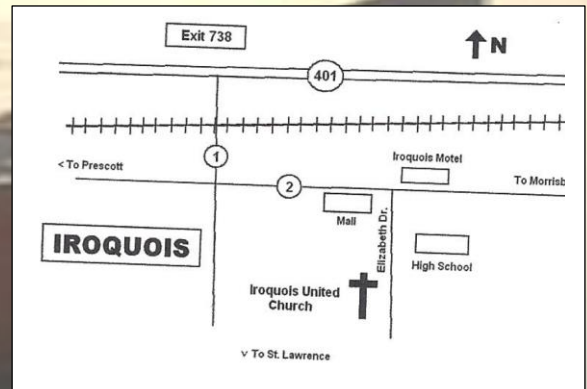 Exit 738
N
401
1
Iroquois Motel
< To Prescott
2
To Morrisb
Mall
Elizabeth Dr.
IROQUOIS
High School
Iroquois United
Church
v To St. Lawrence